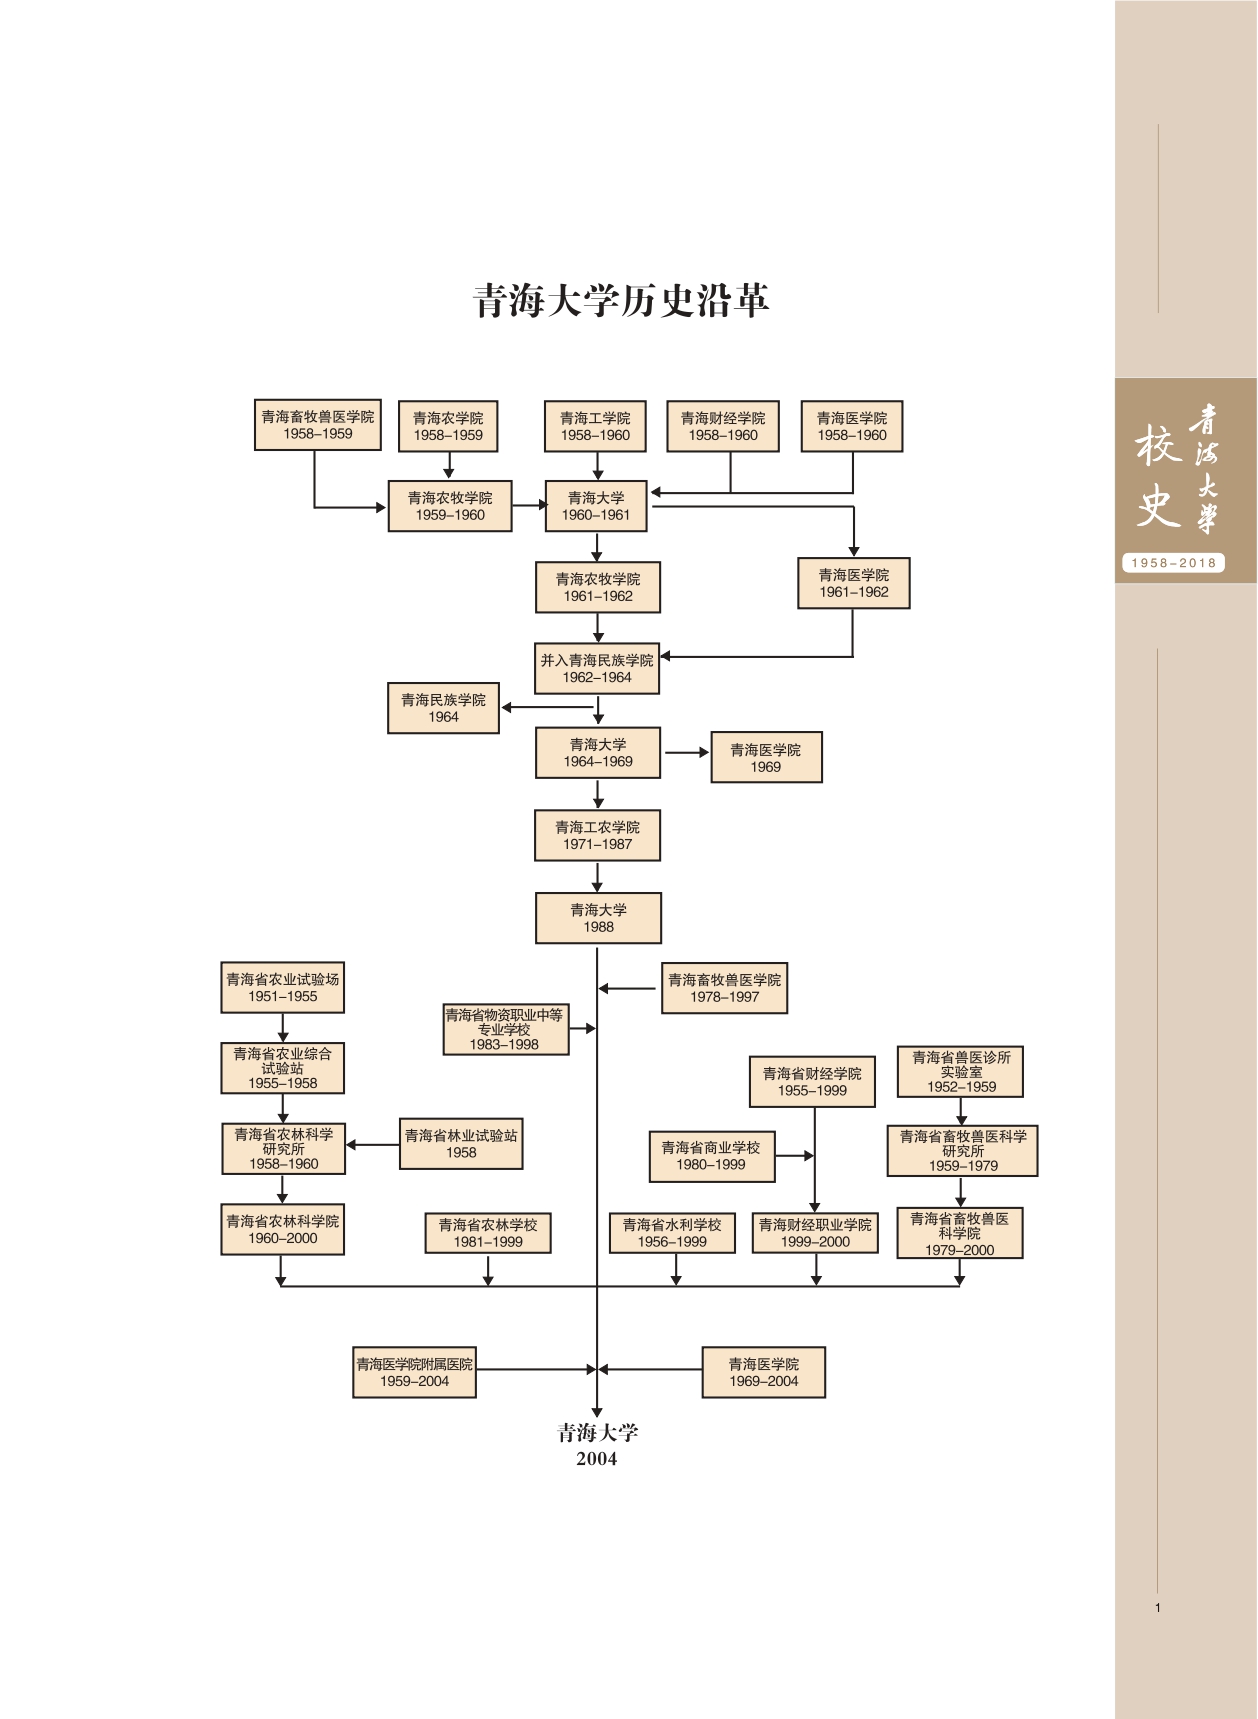 青海大学历史沿革
青海畜牧兽医学院
1958–1959
青海农学院
1958–1959
青海工学院
1958–1960
青海财经学院
1958–1960
青海医学院
1958–1960
青海农牧学院
1959–1960
青海大学
1960–1961
青海农牧学院
1961–1962
青海医学院
1961–1962
并入青海民族学院
1962–1964
青海民族学院
1964
青海大学
1964–1969
青海医学院
1969
青海工农学院
1971–1987
青海大学
1988
青海省农业试验场
1951–1955
青海畜牧兽医学院
1978–1997
青海省物资职业中等
专业学校
1983–1998
青海省农业综合
试验站
1955–1958
青海省财经学院
1955–1999
青海省兽医诊所
实验室
1952–1959
青海省农林科学
研究所
1958–1960
青海省林业试验站
1958
青海省商业学校
1980–1999
青海省畜牧兽医科学
研究所
1959–1979
青海省农林科学院
1960–2000
青海省农林学校
1981–1999
青海省水利学校
1956–1999
青海财经职业学院
1999–2000
青海省畜牧兽医
科学院
1979–2000
青海医学院附属医院
1959–2004
青海医学院
1969–2004
青海大学
2004
青海大学
校史
1958–2018
1